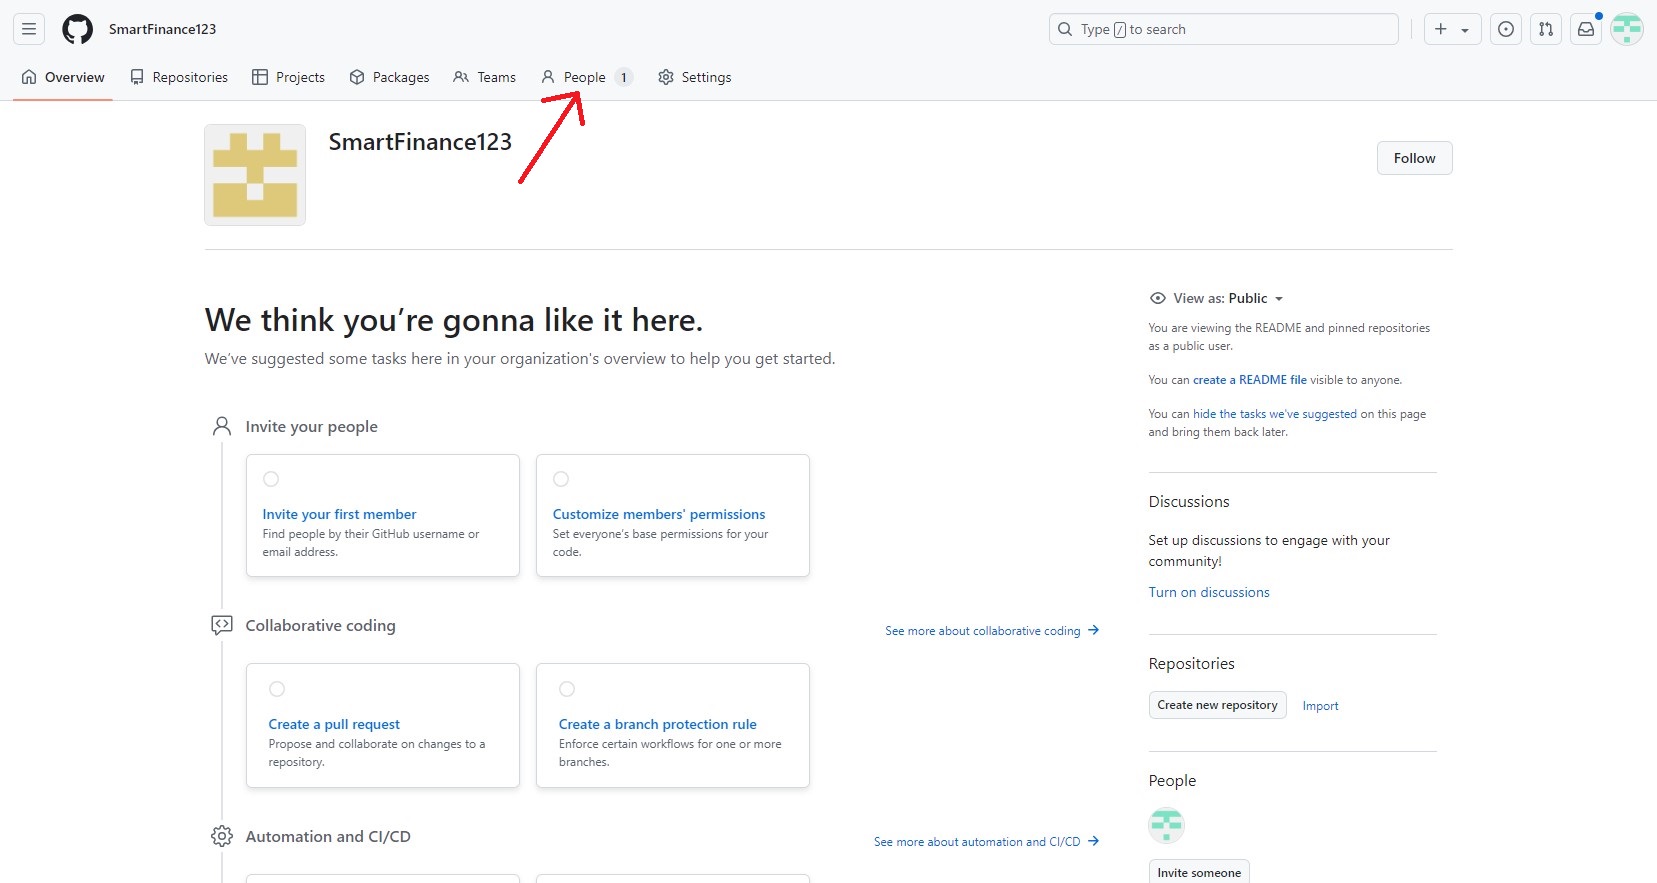 SmartFinance123
Type / to search
Overview Repositories Projects Packages Teams People 1 Settings
SmartFinance123
Follow
We think you’re gonna like it here.
We’ve suggested some tasks here in your organization's overview to help you get started.
Invite your people
Invite your first member
Find people by their GitHub username or
email address.
Customize members' permissions
Set everyone’s base permissions for your
code.
Collaborative coding
See more about collaborative coding →
Create a pull request
Propose and collaborate on changes to a
repository.
Create a branch protection rule
Enforce certain workflows for one or more
branches.
Automation and CI/CD
See more about automation and CI/CD →
View as: Public
You are viewing the README and pinned repositories
as a public user.
You can create a README file visible to anyone.
You can hide the tasks we've suggested on this page
and bring them back later.
Discussions
Set up discussions to engage with your
community!
Turn on discussions
Repositories
Create new repository Import
People
Invite someone